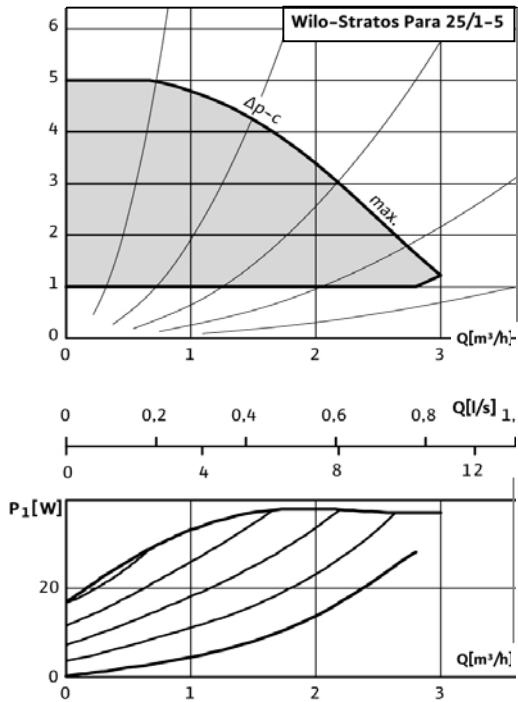 6
Wilo-Stratos Para 25/1-5
5
Δp-c
4
3
max.
2
1
0
0 1 2 3 Q[m³/h]
0 0,2 0,4 0,6 0,8 Q[l/s] 1,
0 4 8 12
P₁[W]
20
0
Q[m³/h]
0 1 2 3